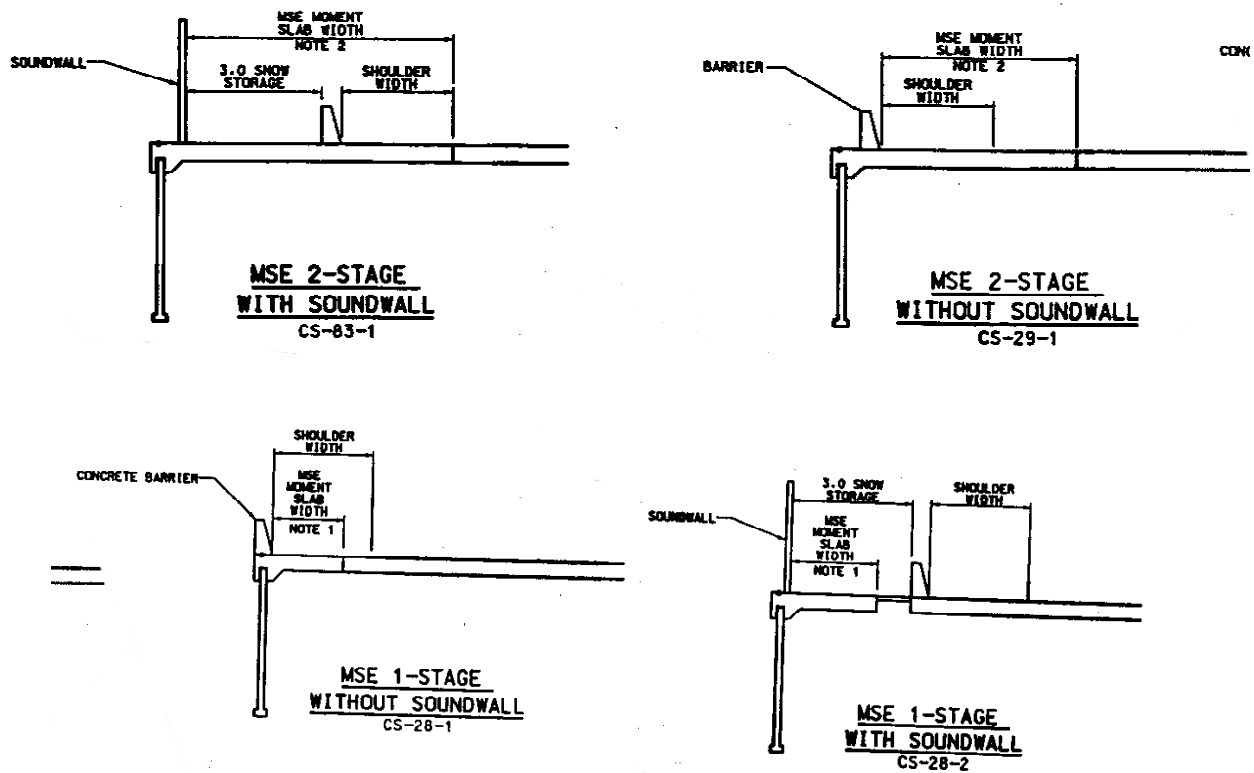 MSE MOMENT
SLAB WIDTH
NOTE 2
SOUNDWALL
3.0 SNOW
STORAGE
SHOULDER
WIDTH
MSE 2-STAGE
WITH SOUNDWALL
CS-83-1
MSE MOMENT
SLAB WIDTH
NOTE 2
BARRIER
SHOULDER
WIDTH
CONC
MSE 2-STAGE
WITHOUT SOUNDWALL
CS-29-1
SHOULDER
WIDTH
CONCRETE BARRIER
MSE
MOMENT
SLAB
WIDTH
NOTE 1
MSE 1-STAGE
WITHOUT SOUNDWALL
CS-28-1
3.0 SNOW
STORAGE
SHOULDER
WIDTH
SOUNDWALL
MSE
MOMENT
SLAB
WIDTH
NOTE 1
MSE 1-STAGE
WITH SOUNDWALL
CS-28-2